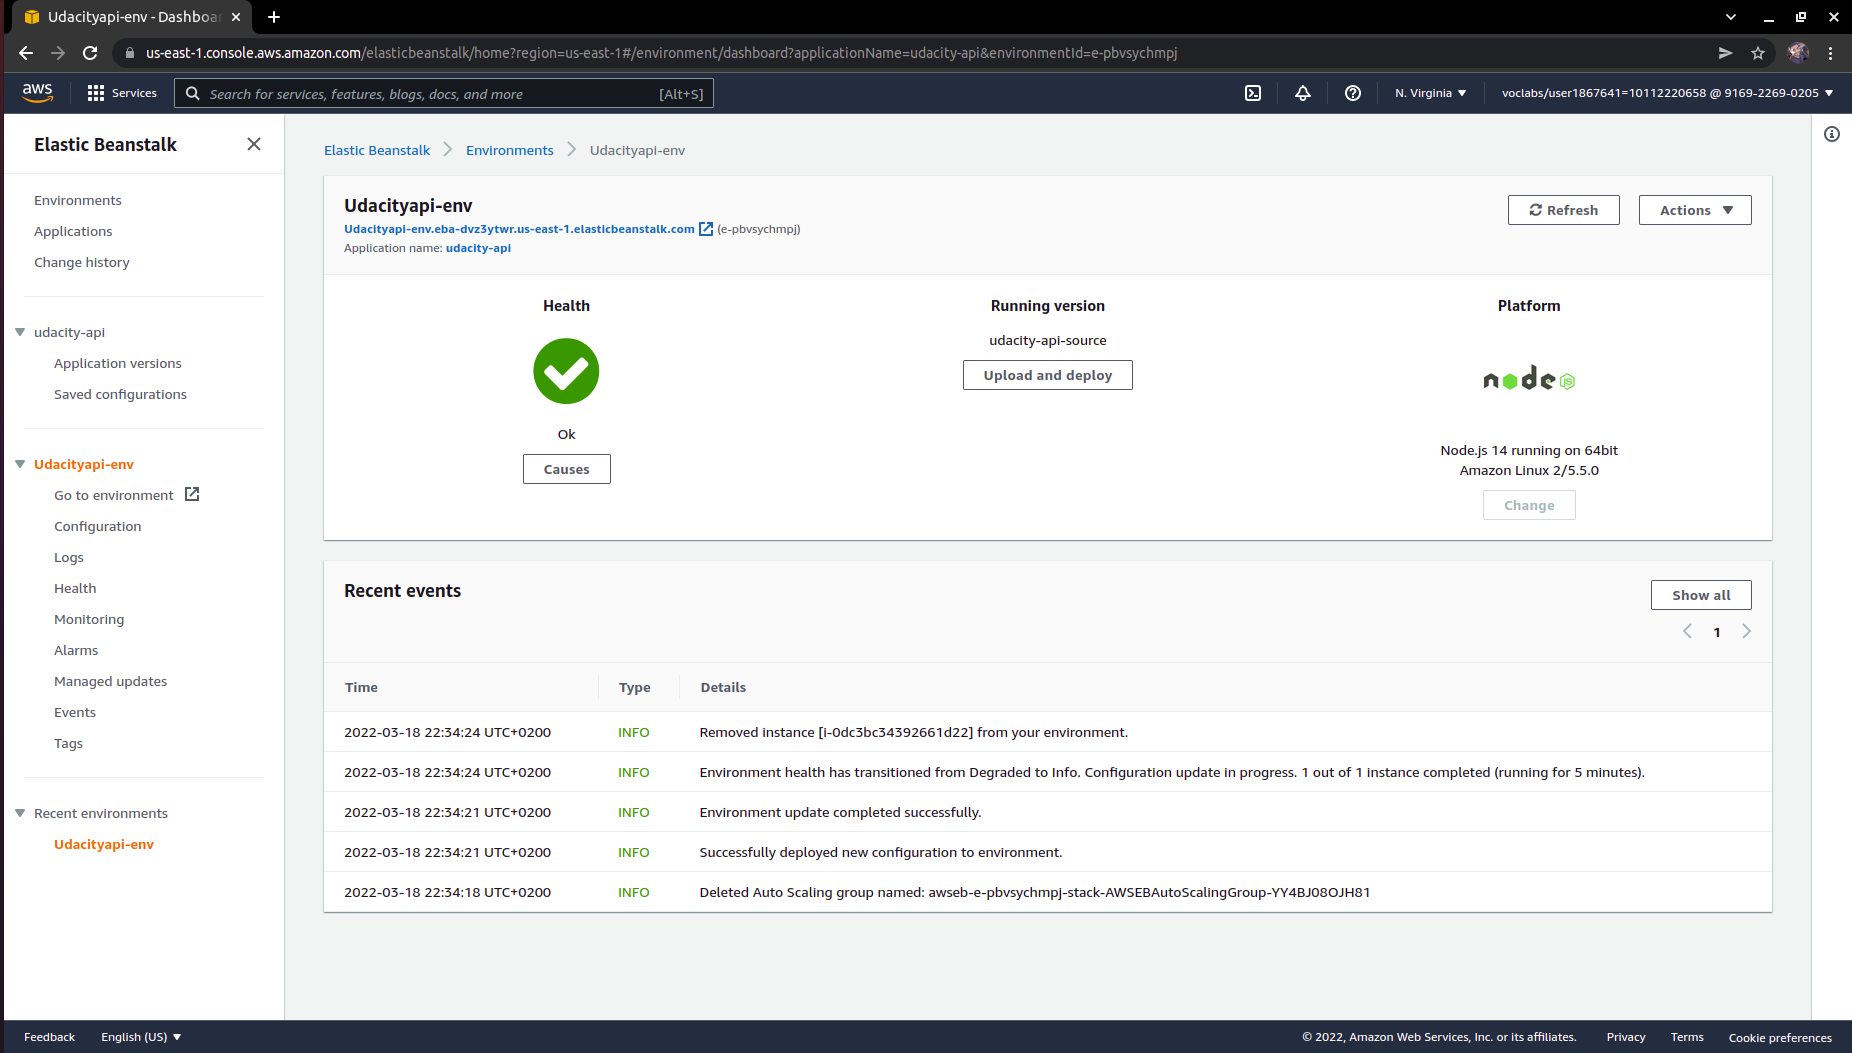 Udacityapi-env - Dashboa
us-east-1.console.aws.amazon.com/elasticbeanstalk/home?region=us-east-1#/environment/dashboard?applicationName=udacity-api&environmentId=e-pbvsychmpj
aws Services Search for services, features, blogs, docs, and more [Alt+S] N. Virginia voclabs/user1867641=10112220658 @ 9169-2269-0205
Elastic Beanstalk
Environments
Applications
Change history
udacity-api
Application versions
Saved configurations
Udacityapi-env
Go to environment
Configuration
Logs
Health
Monitoring
Alarms
Managed updates
Events
Tags
Recent environments
Udacityapi-env
Elastic Beanstalk Environments Udacityapi-env
Udacityapi-env
Refresh Actions
Udacityapi-env.eba-dvz3ytwr.us-east-1.elasticbeanstalk.com (e-pbvsychmpj)
Application name: udacity-api
Health
Ok
Causes
Running version
udacity-api-source
Upload and deploy
Platform
node JS
Node.js 14 running on 64bit
Amazon Linux 2/5.5.0
Change
Recent events
Show all
1
Time Type Details
2022-03-18 22:34:24 UTC+0200 INFO Removed instance [i-0dc3bc34392661d22] from your environment.
2022-03-18 22:34:24 UTC+0200 INFO Environment health has transitioned from Degraded to Info. Configuration update in progress. 1 out of 1 instance completed (running for 5 minutes).
2022-03-18 22:34:21 UTC+0200 INFO Environment update completed successfully.
2022-03-18 22:34:21 UTC+0200 INFO Successfully deployed new configuration to environment.
2022-03-18 22:34:18 UTC+0200 INFO Deleted Auto Scaling group named: awseb-e-pbvsychmpj-stack-AWSEBAutoScalingGroup-YY4BJ08OJH81
Feedback English (US) © 2022, Amazon Web Services, Inc. or its affiliates. Privacy Terms Cookie preferences